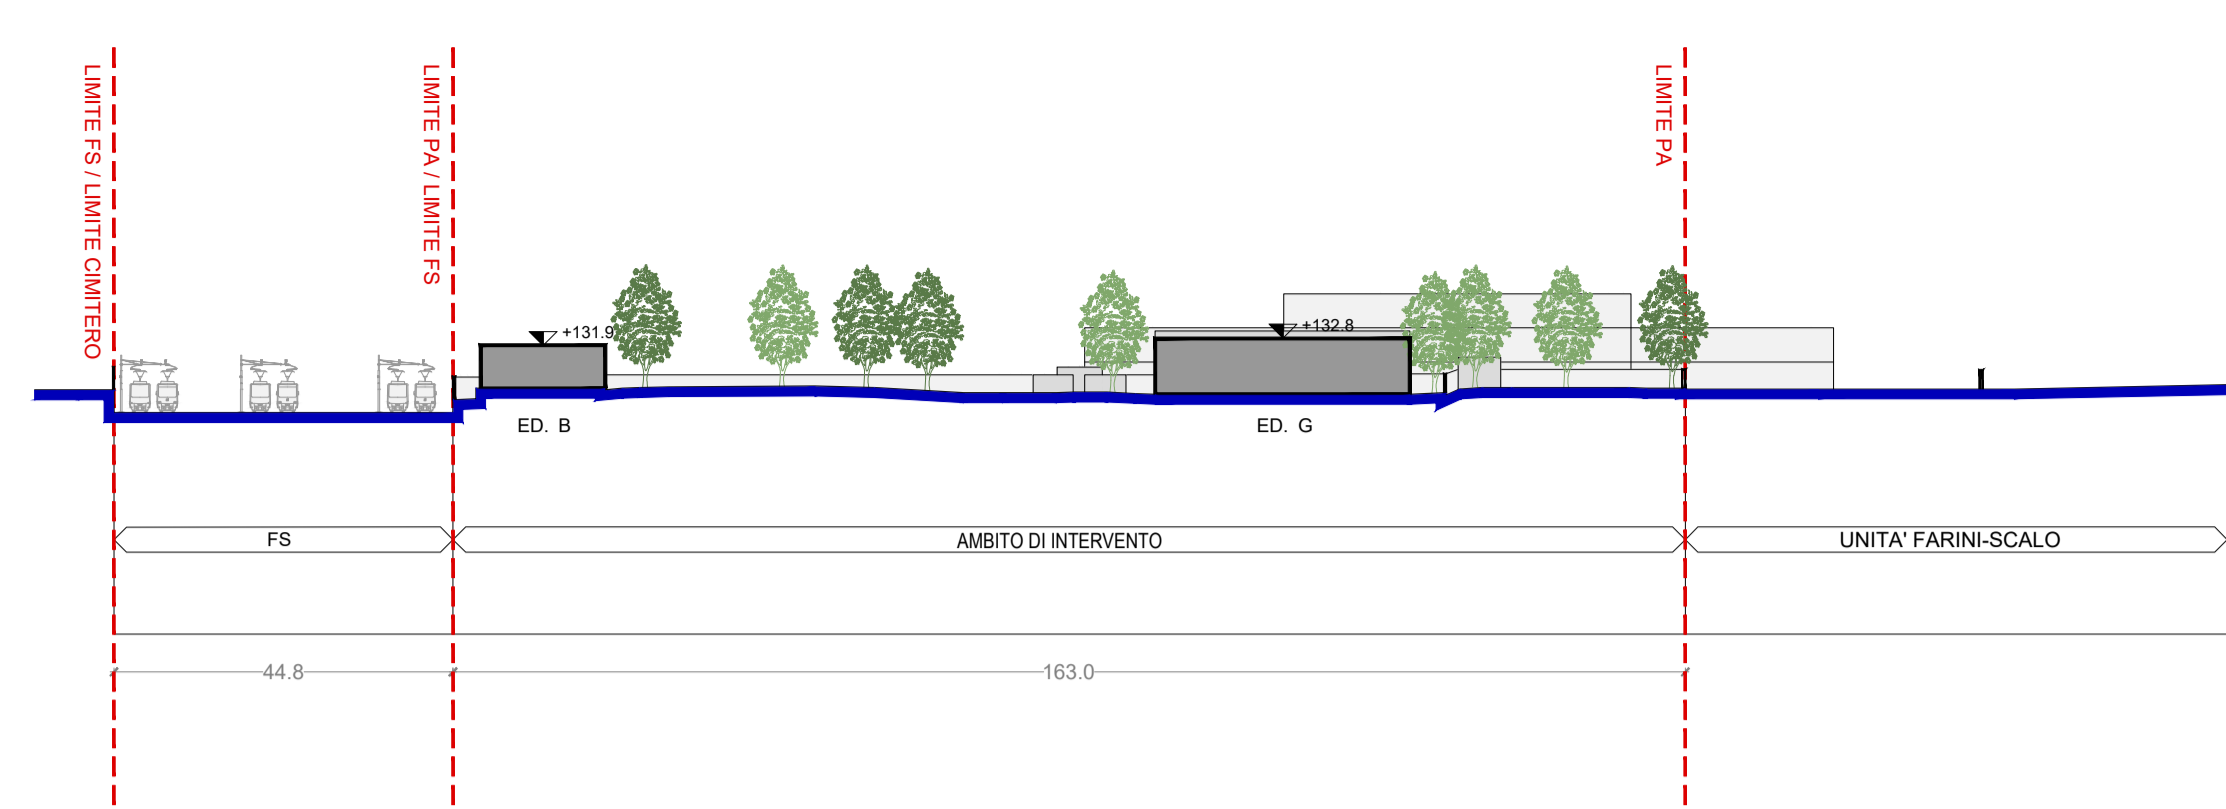 LIMITE FS / LIMITE CIMITERO
LIMITE PA / LIMITE FS
LIMITE PA
+131.9
+132.8
ED. B
ED. G
FS
AMBITO DI INTERVENTO
UNITA' FARINI-SCALO
44.8
163.0